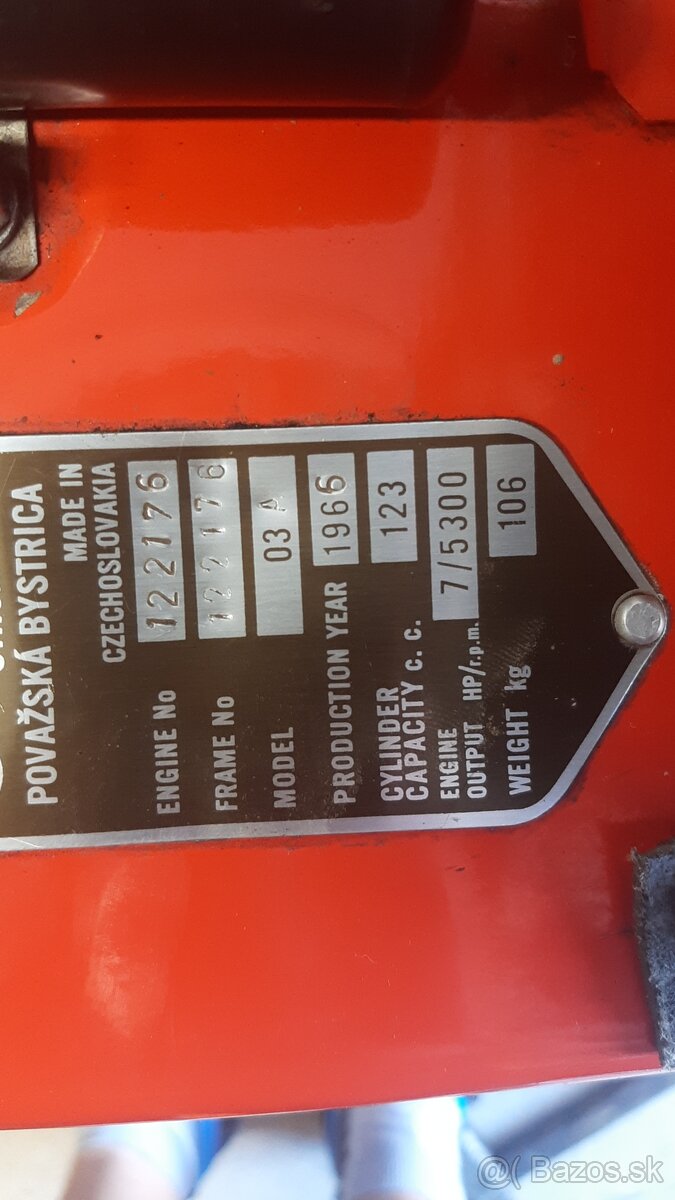 POVAŽSKÁ BYSTRICA
MADE IN
CZECHOSLOVAKIA
ENGINE No 122176
FRAME No 122176
MODEL 03 A
PRODUCTION YEAR 1966
CYLINDER
CAPACITY c. c. 123
ENGINE
OUTPUT HP/r.p.m. 7/5300
WEIGHT kg 106
@( Bazos.sk